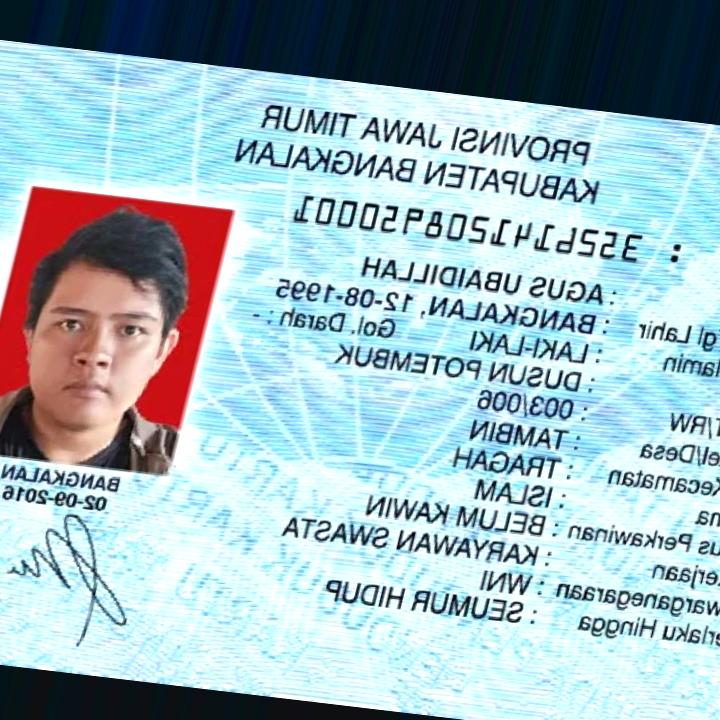 PROVINSI JAWA TIMUR
KABUPATEN BANGKALAN
: 3526141208950001
: AGUS UBAIDILLAH
gl Lahir : BANGKALAN, 12-08-1995
lamin : LAKI-LAKI Gol. Darah : -
: DUSUN POTEMBUK
T/RW : 003/006
el/Desa : TAMBIN
Kecamatan : TRAGAH
ma : ISLAM
us Perkawinan : BELUM KAWIN
erjaan : KARYAWAN SWASTA
warganegaraan : WNI
erlaku Hingga : SEUMUR HIDUP
BANGKALAN
02-09-2016